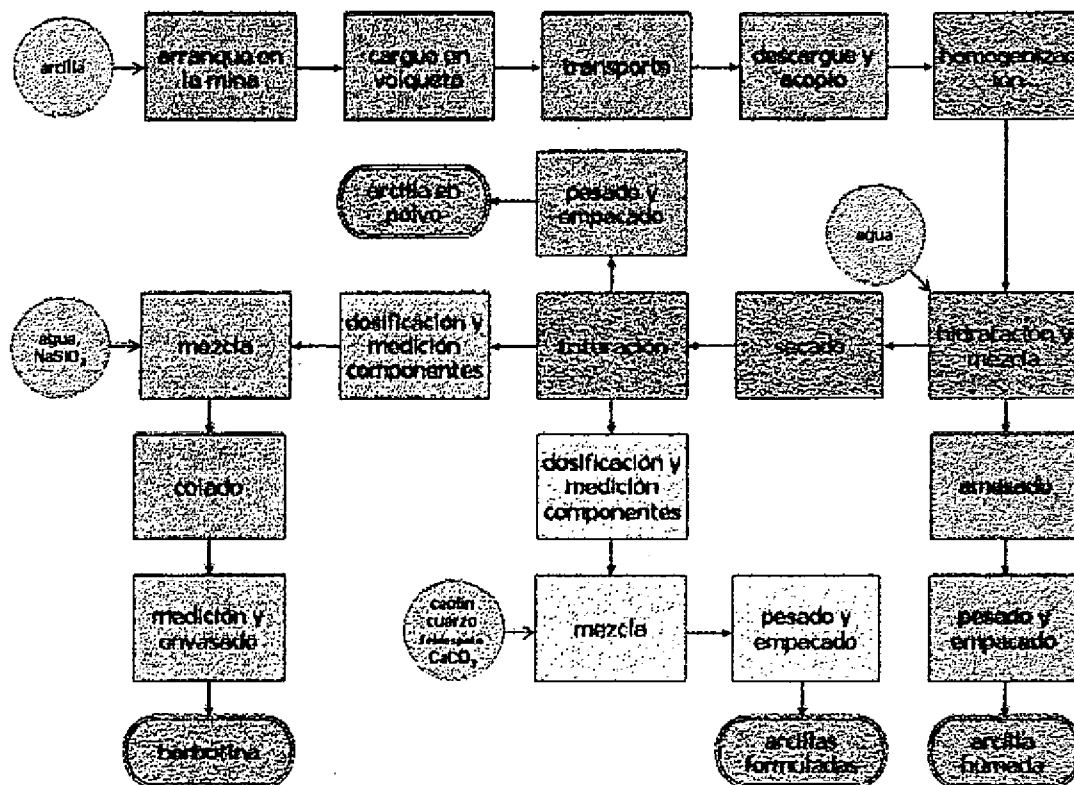 arcilla
arranque en
la mina
cargue en
volqueta
transporte
descargue y
acopio
homogenizac
ión
arcilla en
polvo
pesado y
empacado
agua
agua
NaSiO3
mezcla
dosificación y
medición
componentes
trituración
secado
hidratación y
mezcla
colado
dosificación y
medición
componentes
amasado
medición y
envasado
caolín
cuarzo
feldespato
CaCO3
mezcla
pesado y
empacado
pesado y
empacado
barbotina
arcillas
formuladas
arcilla
húmeda